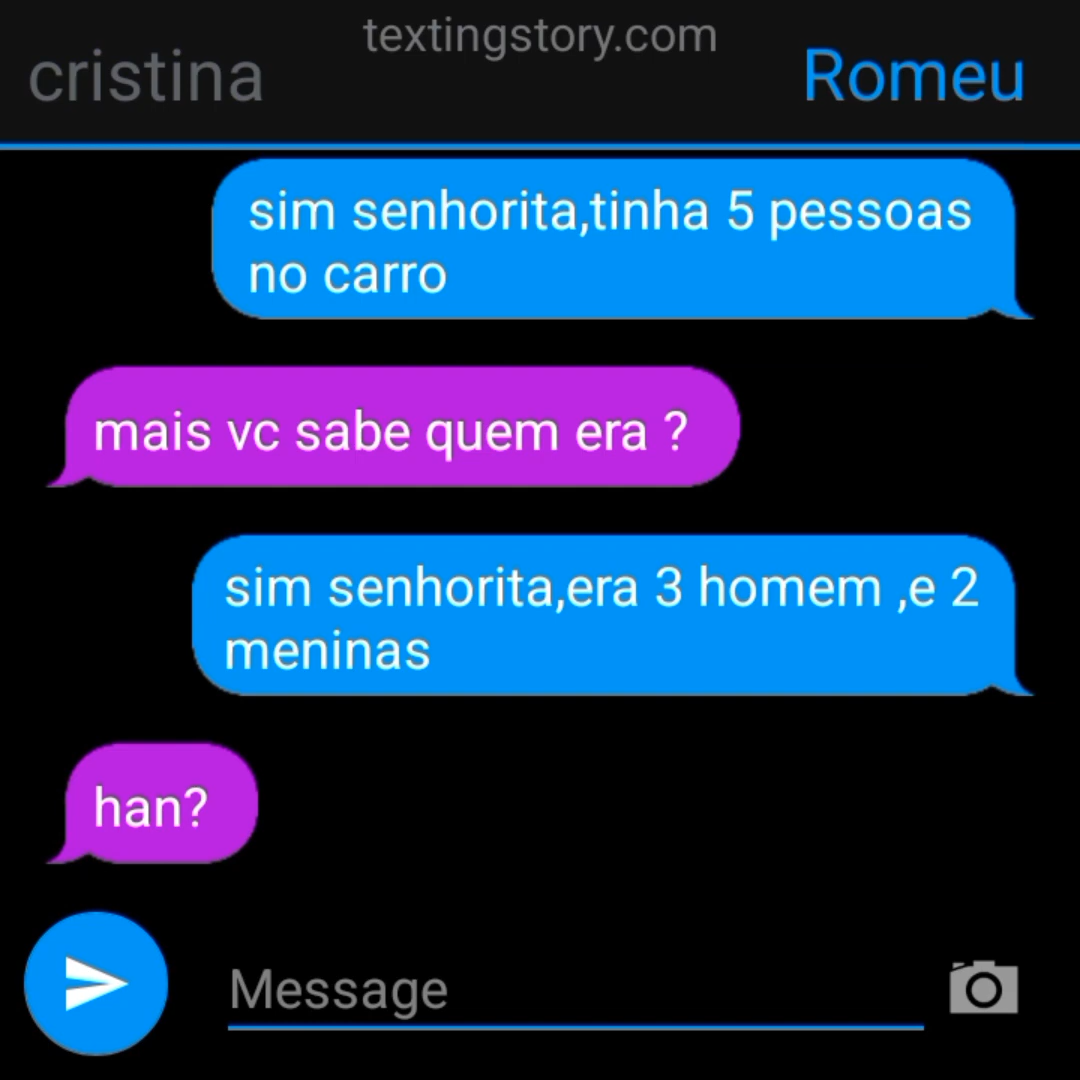 textingstory.com
cristina
Romeu
sim senhorita,tinha 5 pessoas
no carro
mais vc sabe quem era ?
sim senhorita,era 3 homem ,e 2
meninas
han?
Message